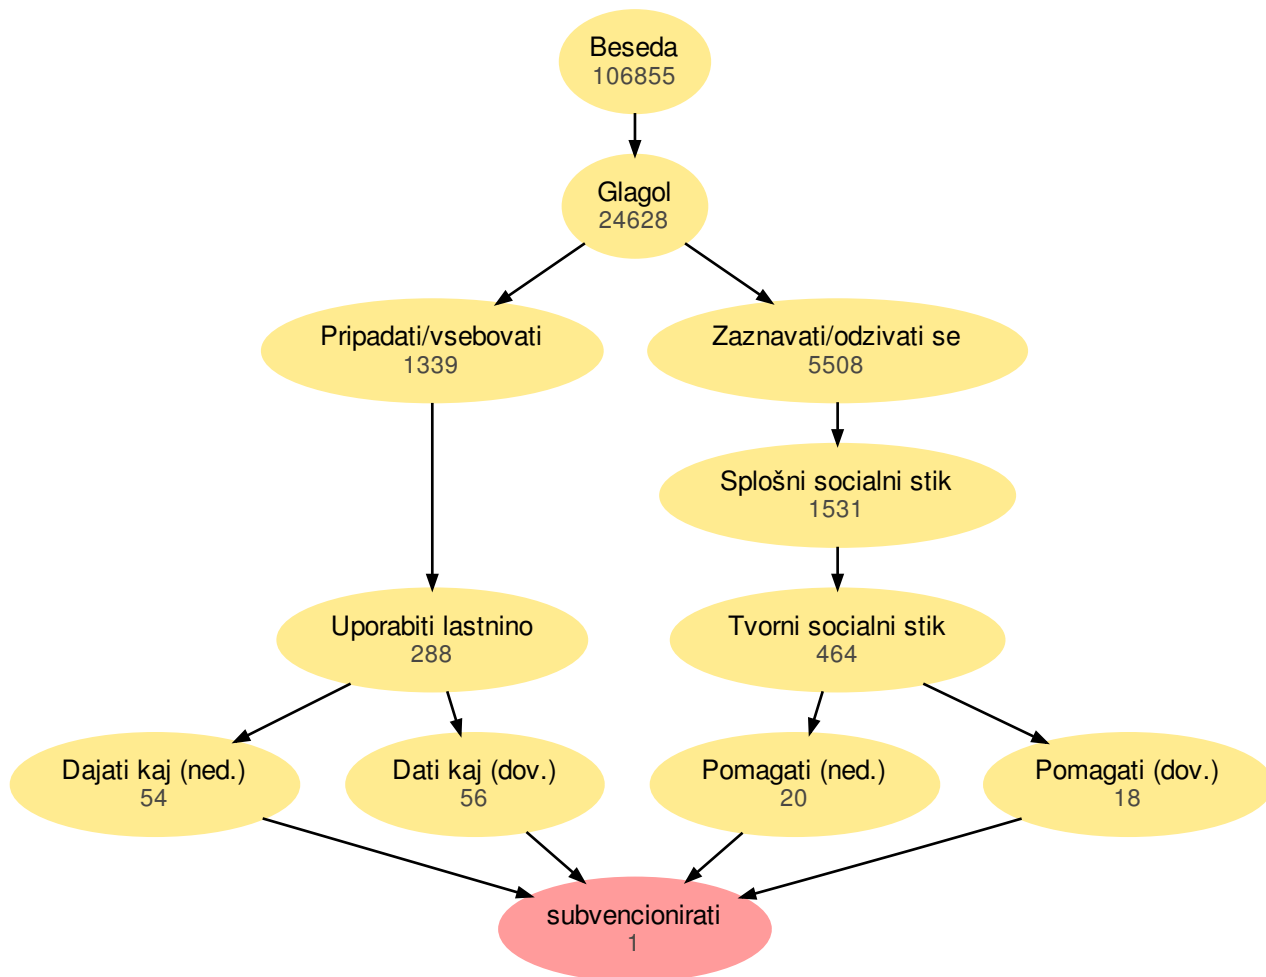 Beseda
106855
Glagol
24628
Pripadati/vsebovati
1339
Zaznavati/odzivati se
5508
Splošni socialni stik
1531
Uporabiti lastnino
288
Tvorni socialni stik
464
Dajati kaj (ned.)
54
Dati kaj (dov.)
56
Pomagati (ned.)
20
Pomagati (dov.)
18
subvencionirati
1